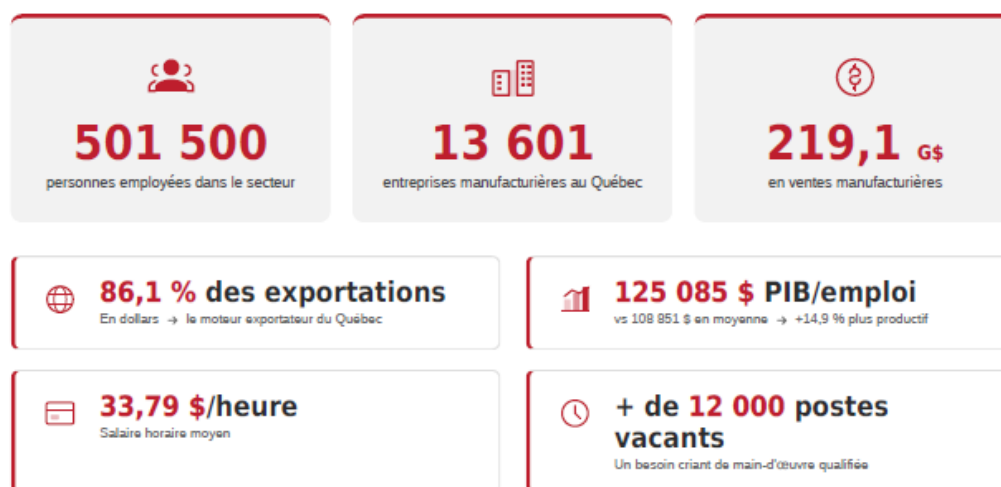 501 500
personnes employées dans le secteur
13 601
entreprises manufacturières au Québec
219,1 G$
en ventes manufacturières
86,1 % des exportations
En dollars → le moteur exportateur du Québec
125 085 $ PIB/emploi
vs 108 851 $ en moyenne → +14,9 % plus productif
33,79 $/heure
Salaire horaire moyen
+ de 12 000 postes
vacants
Un besoin criant de main-d'œuvre qualifiée